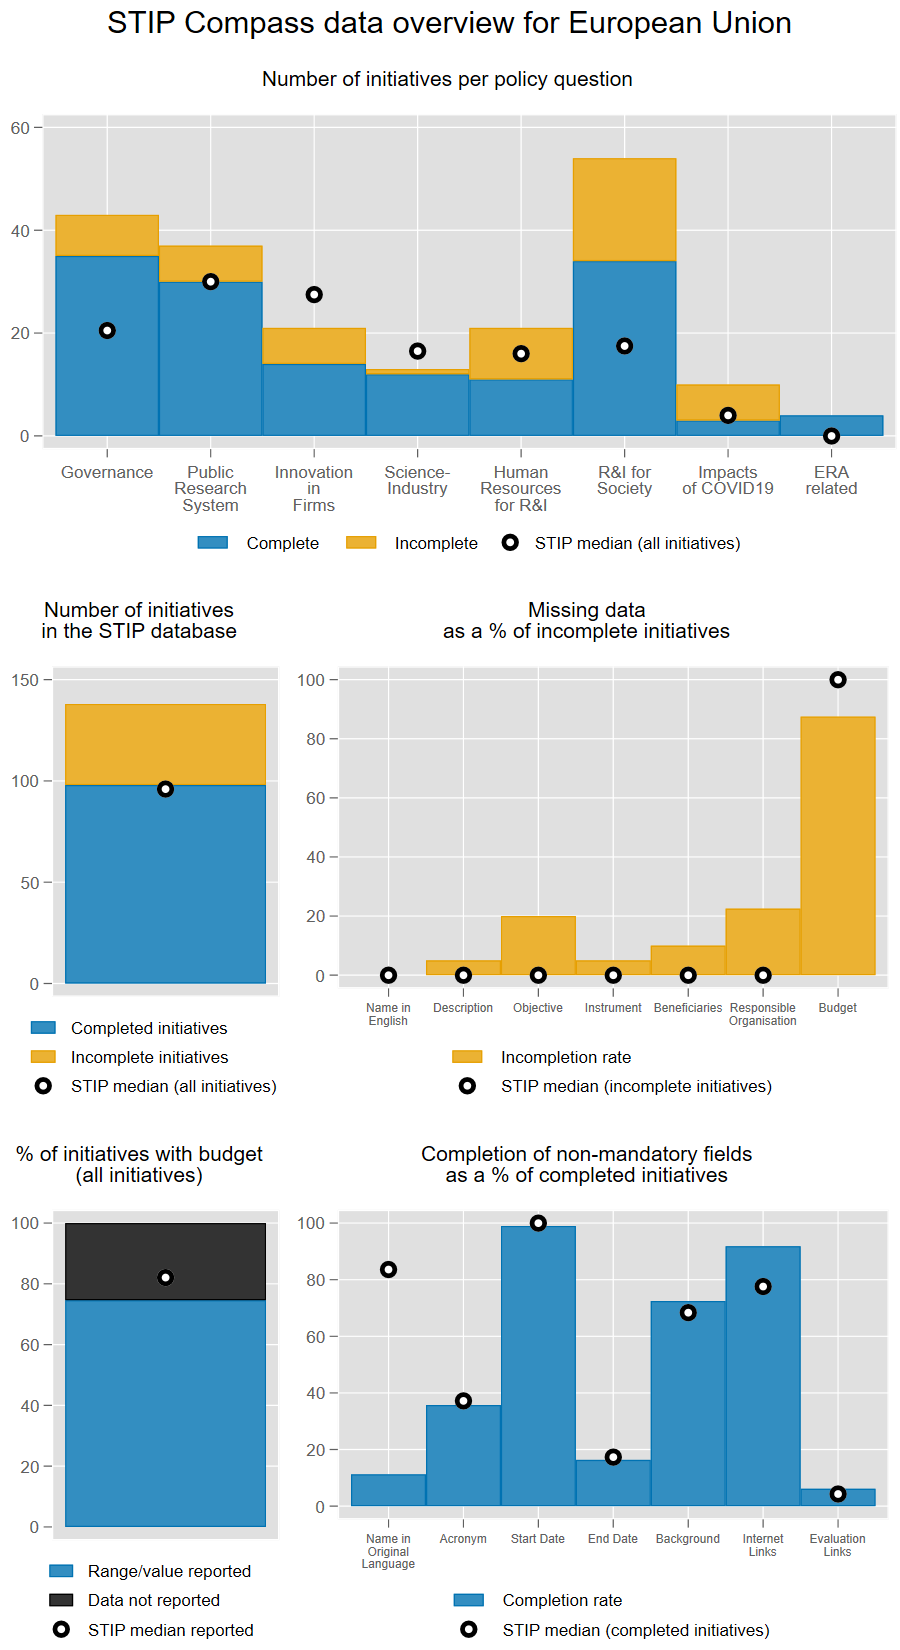 STIP Compass data overview for European Union
Number of initiatives per policy question
60
40
20
0
Governance
Public
Research
System
Innovation
in
Firms
Science-
Industry
Human
Resources
for R&I
R&I for
Society
Impacts
of COVID19
ERA
related
Complete
Incomplete
STIP median (all initiatives)
Number of initiatives
in the STIP database
150
100
50
0
Completed initiatives
Incomplete initiatives
STIP median (all initiatives)
Missing data
as a % of incomplete initiatives
100
80
60
40
20
0
Name in
English
Description
Objective
Instrument
Beneficiaries
Responsible
Organisation
Budget
Incompletion rate
STIP median (incomplete initiatives)
% of initiatives with budget
(all initiatives)
100
80
60
40
20
0
Range/value reported
Data not reported
STIP median reported
Completion of non-mandatory fields
as a % of completed initiatives
100
80
60
40
20
0
Name in
Original
Language
Acronym
Start Date
End Date
Background
Internet
Links
Evaluation
Links
Completion rate
STIP median (completed initiatives)